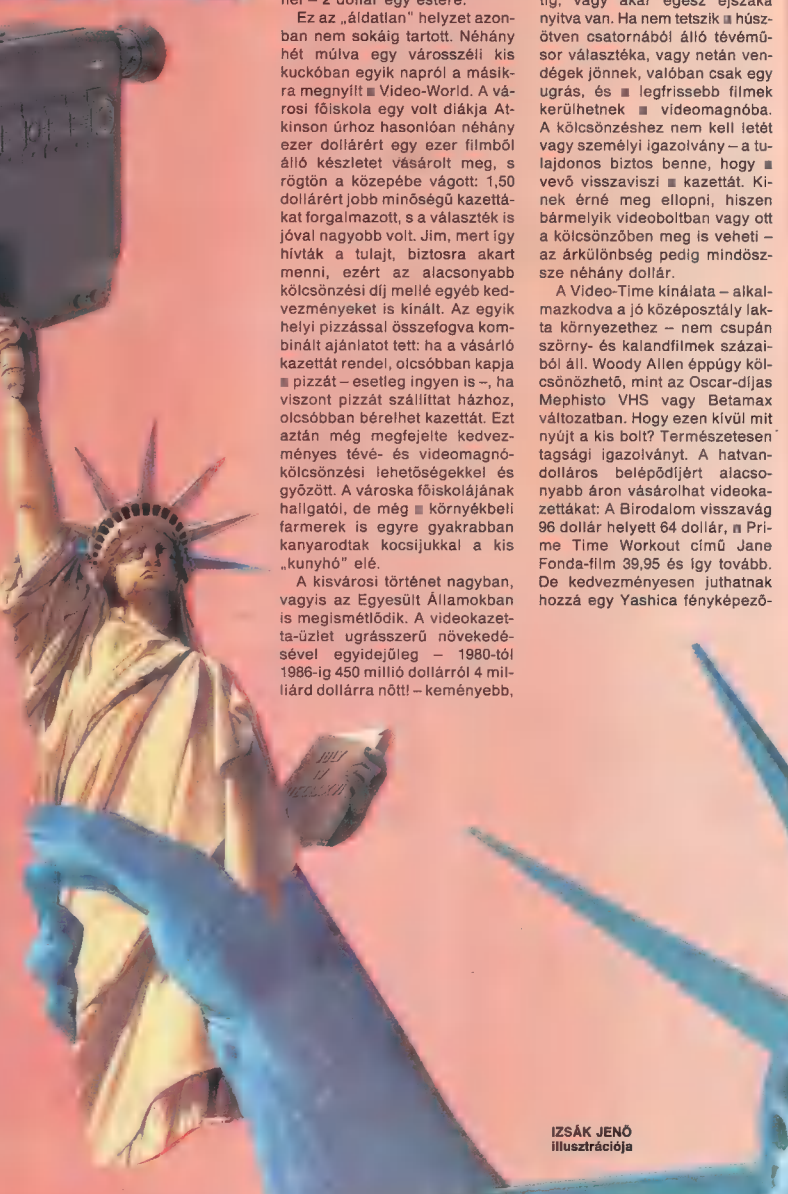 – 2 dollár egy estére.
Ez az „áldatlan" helyzet azon-
ban nem sokáig tartott. Néhány
hét múlva egy városszéli kis
kuckóban egyik napról a másik-
ra megnyílt Video-World. A vá-
rosi főiskola egy volt diákja At-
kinson úrhoz hasonlóan néhány
ezer dollárért egy ezer filmből
álló készletet vásárolt meg, s
rögtön a közepébe vágott: 1,50
dollárért jobb minőségű kazettá-
kat forgalmazott, s a választék is
jóval nagyobb volt. Jim, mert így
hívták a tulajt, biztosra akart
menni, ezért az alacsonyabb
kölcsönzési díj mellé egyéb ked-
vezményeket is kínált. Az egyik
helyi pizzással összefogva kom-
binált ajánlatot tett: ha a vásárló
kazettát rendel, olcsóbban kapja
pizzát – esetleg ingyen is –, ha
viszont pizzát szállíttat házhoz,
olcsóbban bérelhet kazettát. Ezt
aztán még megfejelte kedvez-
ményes tévé- és videomagnó-
kölcsönzési lehetőségekkel és
győzött. A városka főiskolájának
hallgatói, de még környékbeli
farmerek is egyre gyakrabban
kanyarodtak kocsijukkal a kis
„kunyhó" elé.
A kisvárosi történet nagyban,
vagyis az Egyesült Államokban
is megismétlődik. A videokazet-
ta-üzlet ugrásszerű növekedé-
sével egyidejűleg – 1980-tól
1986-ig 450 millió dollárról 4 mil-
liárd dollárra nőtt! – keményebb,
tig, vagy akár egész éjszaka
nyitva van. Ha nem tetszik húsz-
ötven csatornából álló tévémű-
sor választéka, vagy netán ven-
dégek jönnek, valóban csak egy
ugrás, és legfrissebb filmek
kerülhetnek videomagnóba.
A kölcsönzéshez nem kell letét
vagy személyi igazolvány – a tu-
lajdonos biztos benne, hogy
vevő visszaviszi kazettát. Ki-
nek érné meg ellopni, hiszen
bármelyik videoboltban vagy ott
a kölcsönzőben meg is veheti –
az árkülönbség pedig mindösz-
sze néhány dollár.
A Video-Time kínálata – alkal-
mazkodva a jó középosztály lak-
ta környezethez – nem csupán
szörny- és kalandfilmek százai-
ból áll. Woody Allen éppúgy köl-
csönözhető, mint az Oscar-díjas
Mephisto VHS vagy Betamax
változatban. Hogy ezen kívül mit
nyújt a kis bolt? Természetesen
tagsági igazolványt. A hatvan-
dolláros belépődíjért alacso-
nyabb áron vásárolhat videoka-
zettákat: A Birodalom visszavág
96 dollár helyett 64 dollár, Pri-
me Time Workout című Jane
Fonda-film 39,95 és így tovább.
De kedvezményesen juthatnak
hozzá egy Yashica fényképező-
IZSÁK JENŐ
illusztrációja